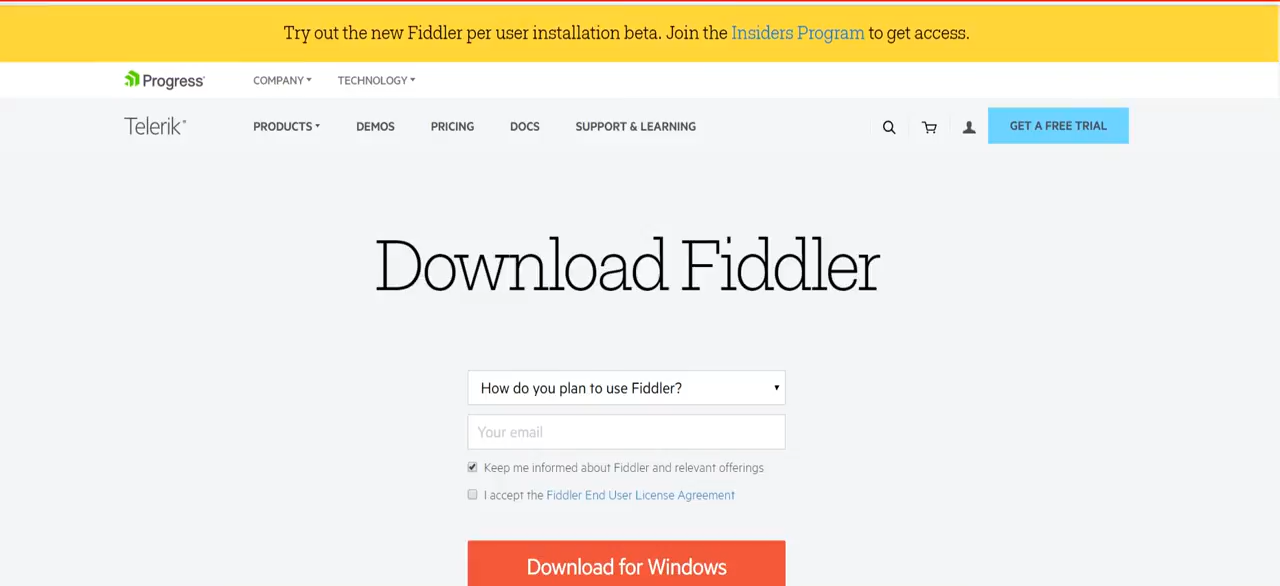 Try out the new Fiddler per user installation beta. Join the Insiders Program to get access.
Progress
COMPANY
TECHNOLOGY
Telerik
PRODUCTS
DEMOS
PRICING
DOCS
SUPPORT & LEARNING
GET A FREE TRIAL
Download Fiddler
How do you plan to use Fiddler?
Your email
Keep me informed about Fiddler and relevant offerings
I accept the Fiddler End User License Agreement
Download for Windows